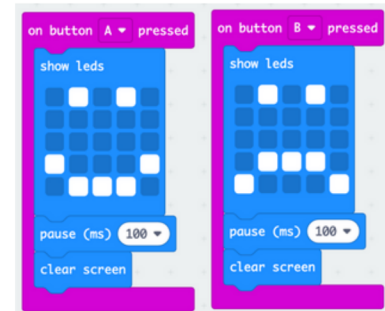 on button A pressed
show leds
pause (ms) 100
clear screen
on button B pressed
show leds
pause (ms) 100
clear screen